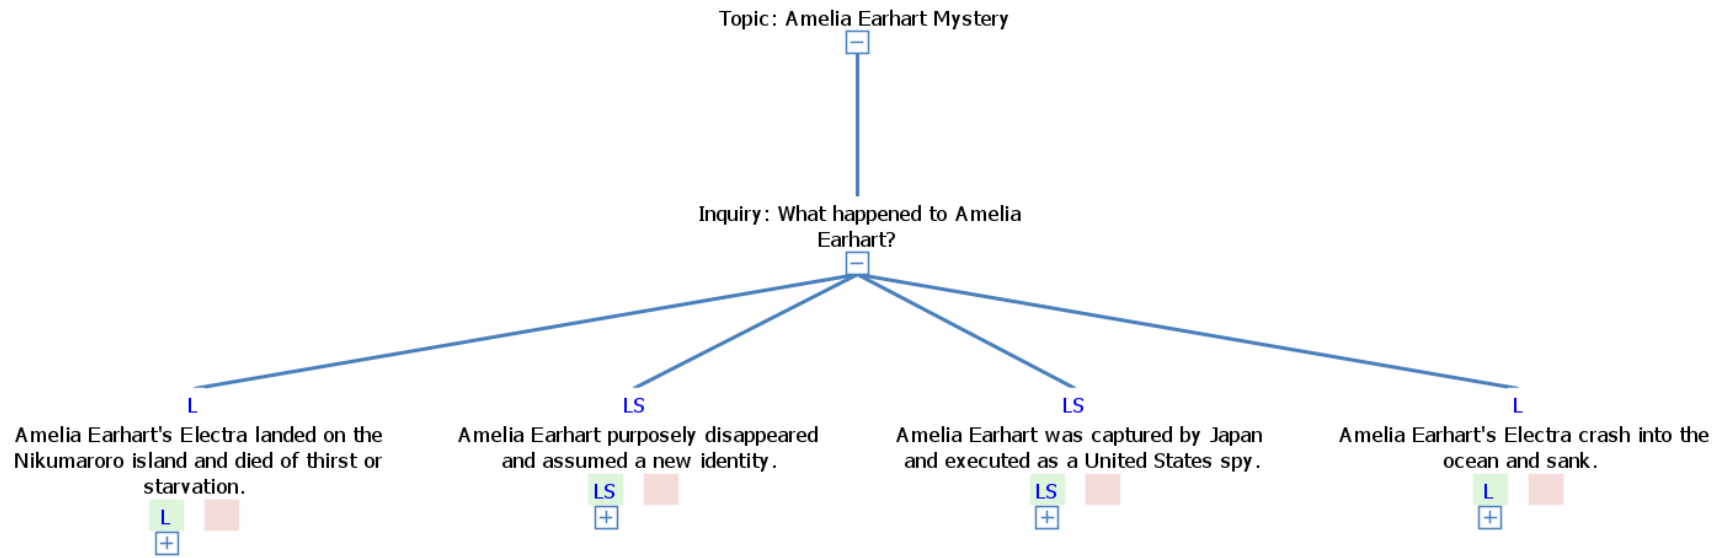 Topic: Amelia Earhart Mystery
Inquiry: What happened to Amelia
Earhart?
L
Amelia Earhart's Electra landed on the
Nikumaroro island and died of thirst or
starvation.
L
LS
Amelia Earhart purposely disappeared
and assumed a new identity.
LS
LS
Amelia Earhart was captured by Japan
and executed as a United States spy.
LS
L
Amelia Earhart's Electra crash into the
ocean and sank.
L